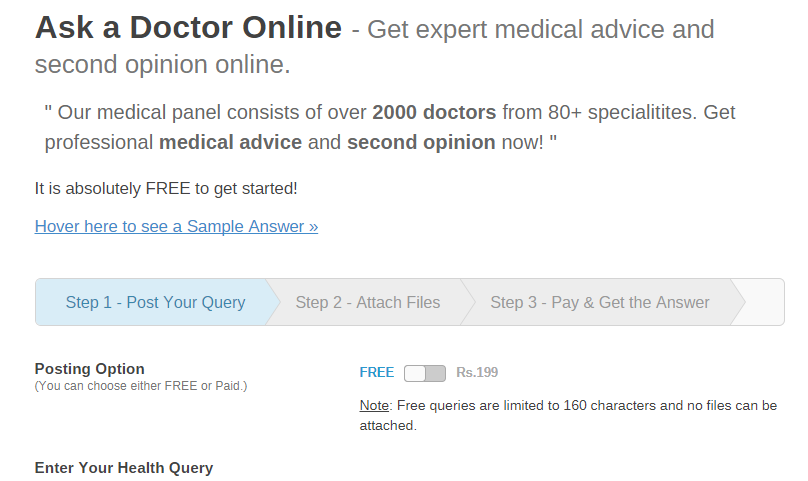 Ask a Doctor Online - Get expert medical advice and
second opinion online.
" Our medical panel consists of over 2000 doctors from 80+ specialitites. Get
professional medical advice and second opinion now! "
It is absolutely FREE to get started!
Hover here to see a Sample Answer »
Step 1 - Post Your Query Step 2 - Attach Files Step 3 - Pay & Get the Answer
Posting Option
(You can choose either FREE or Paid.)
FREE Rs.199
Note: Free queries are limited to 160 characters and no files can be
attached.
Enter Your Health Query